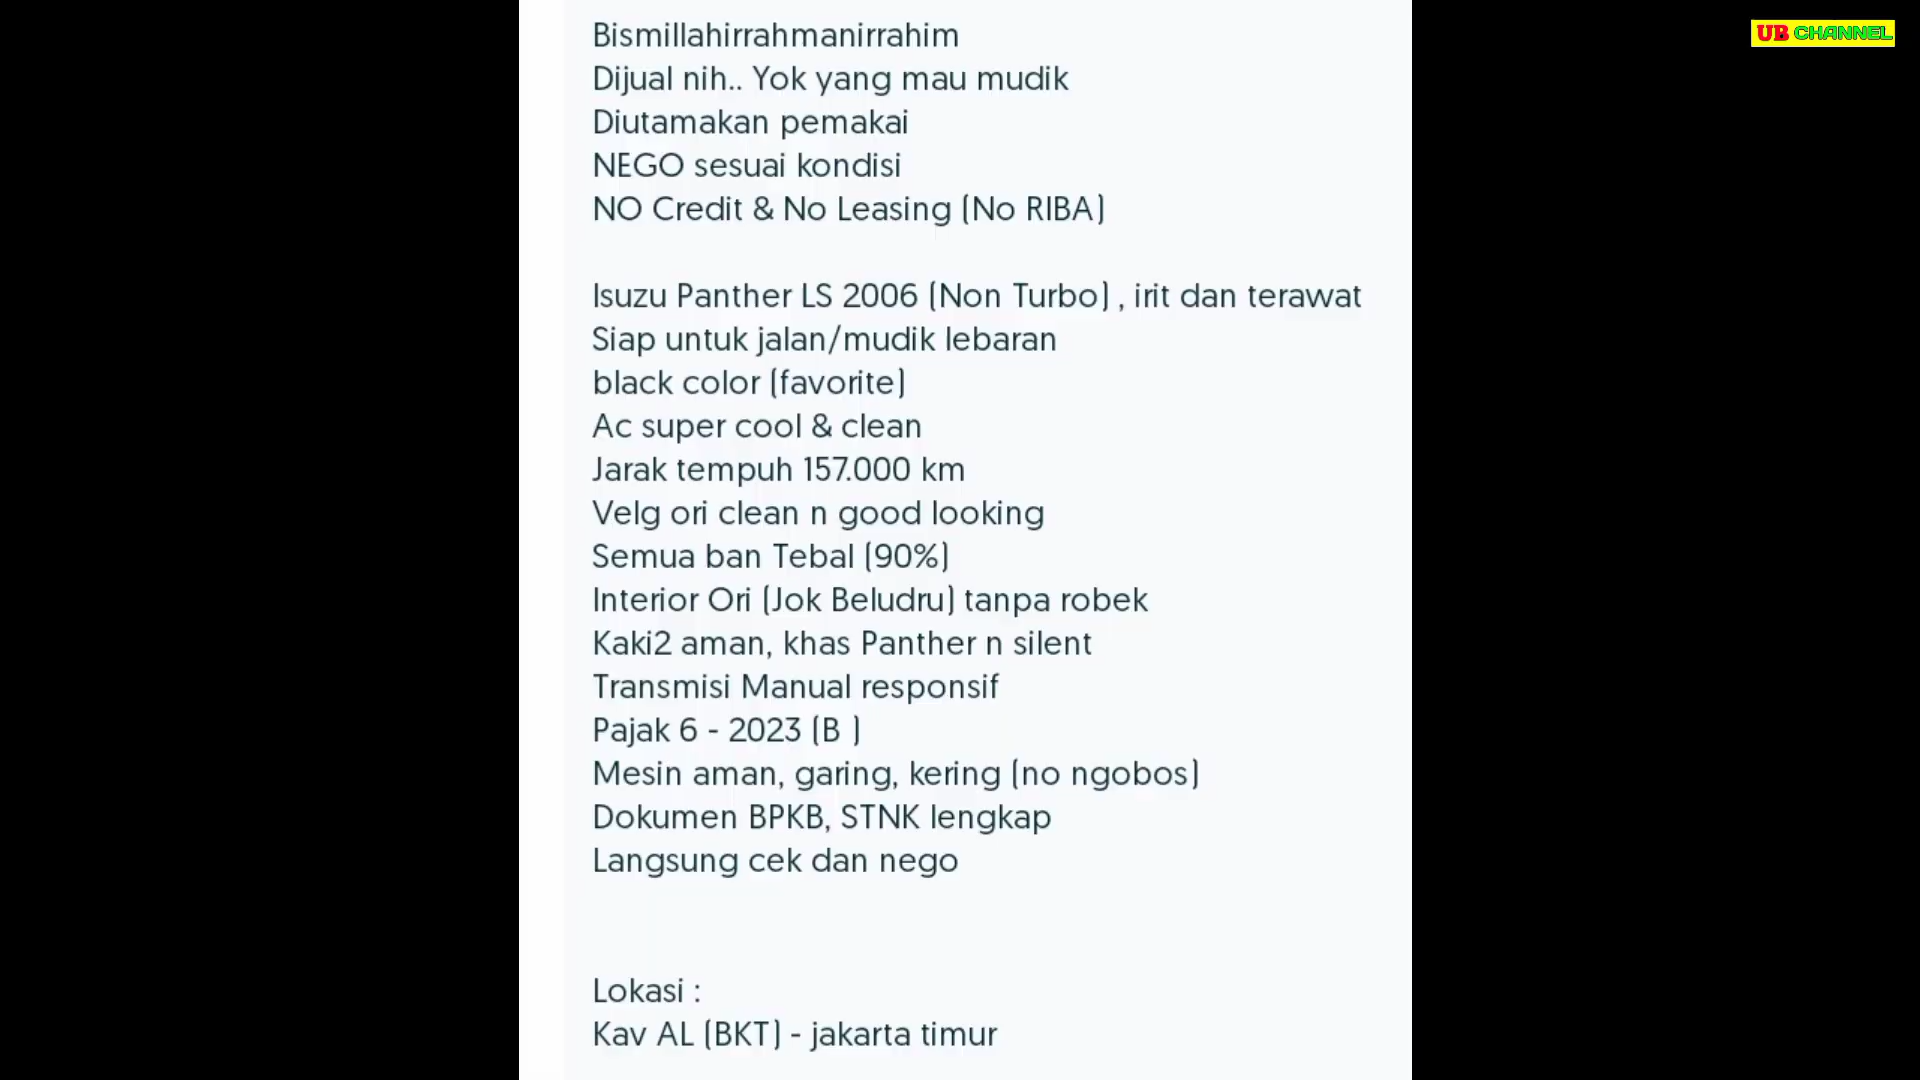 UB CHANNEL
Bismillahirrahmanirrahim
Dijual nih.. Yok yang mau mudik
Diutamakan pemakai
NEGO sesuai kondisi
NO Credit & No Leasing (No RIBA)
Isuzu Panther LS 2006 (Non Turbo) , irit dan terawat
Siap untuk jalan/mudik lebaran
black color (favorite)
Ac super cool & clean
Jarak tempuh 157.000 km
Velg ori clean n good looking
Semua ban Tebal (90%)
Interior Ori (Jok Beludru) tanpa robek
Kaki2 aman, khas Panther n silent
Transmisi Manual responsif
Pajak 6 - 2023 (B )
Mesin aman, garing, kering (no ngobos)
Dokumen BPKB, STNK lengkap
Langsung cek dan nego
Lokasi :
Kav AL (BKT) - jakarta timur